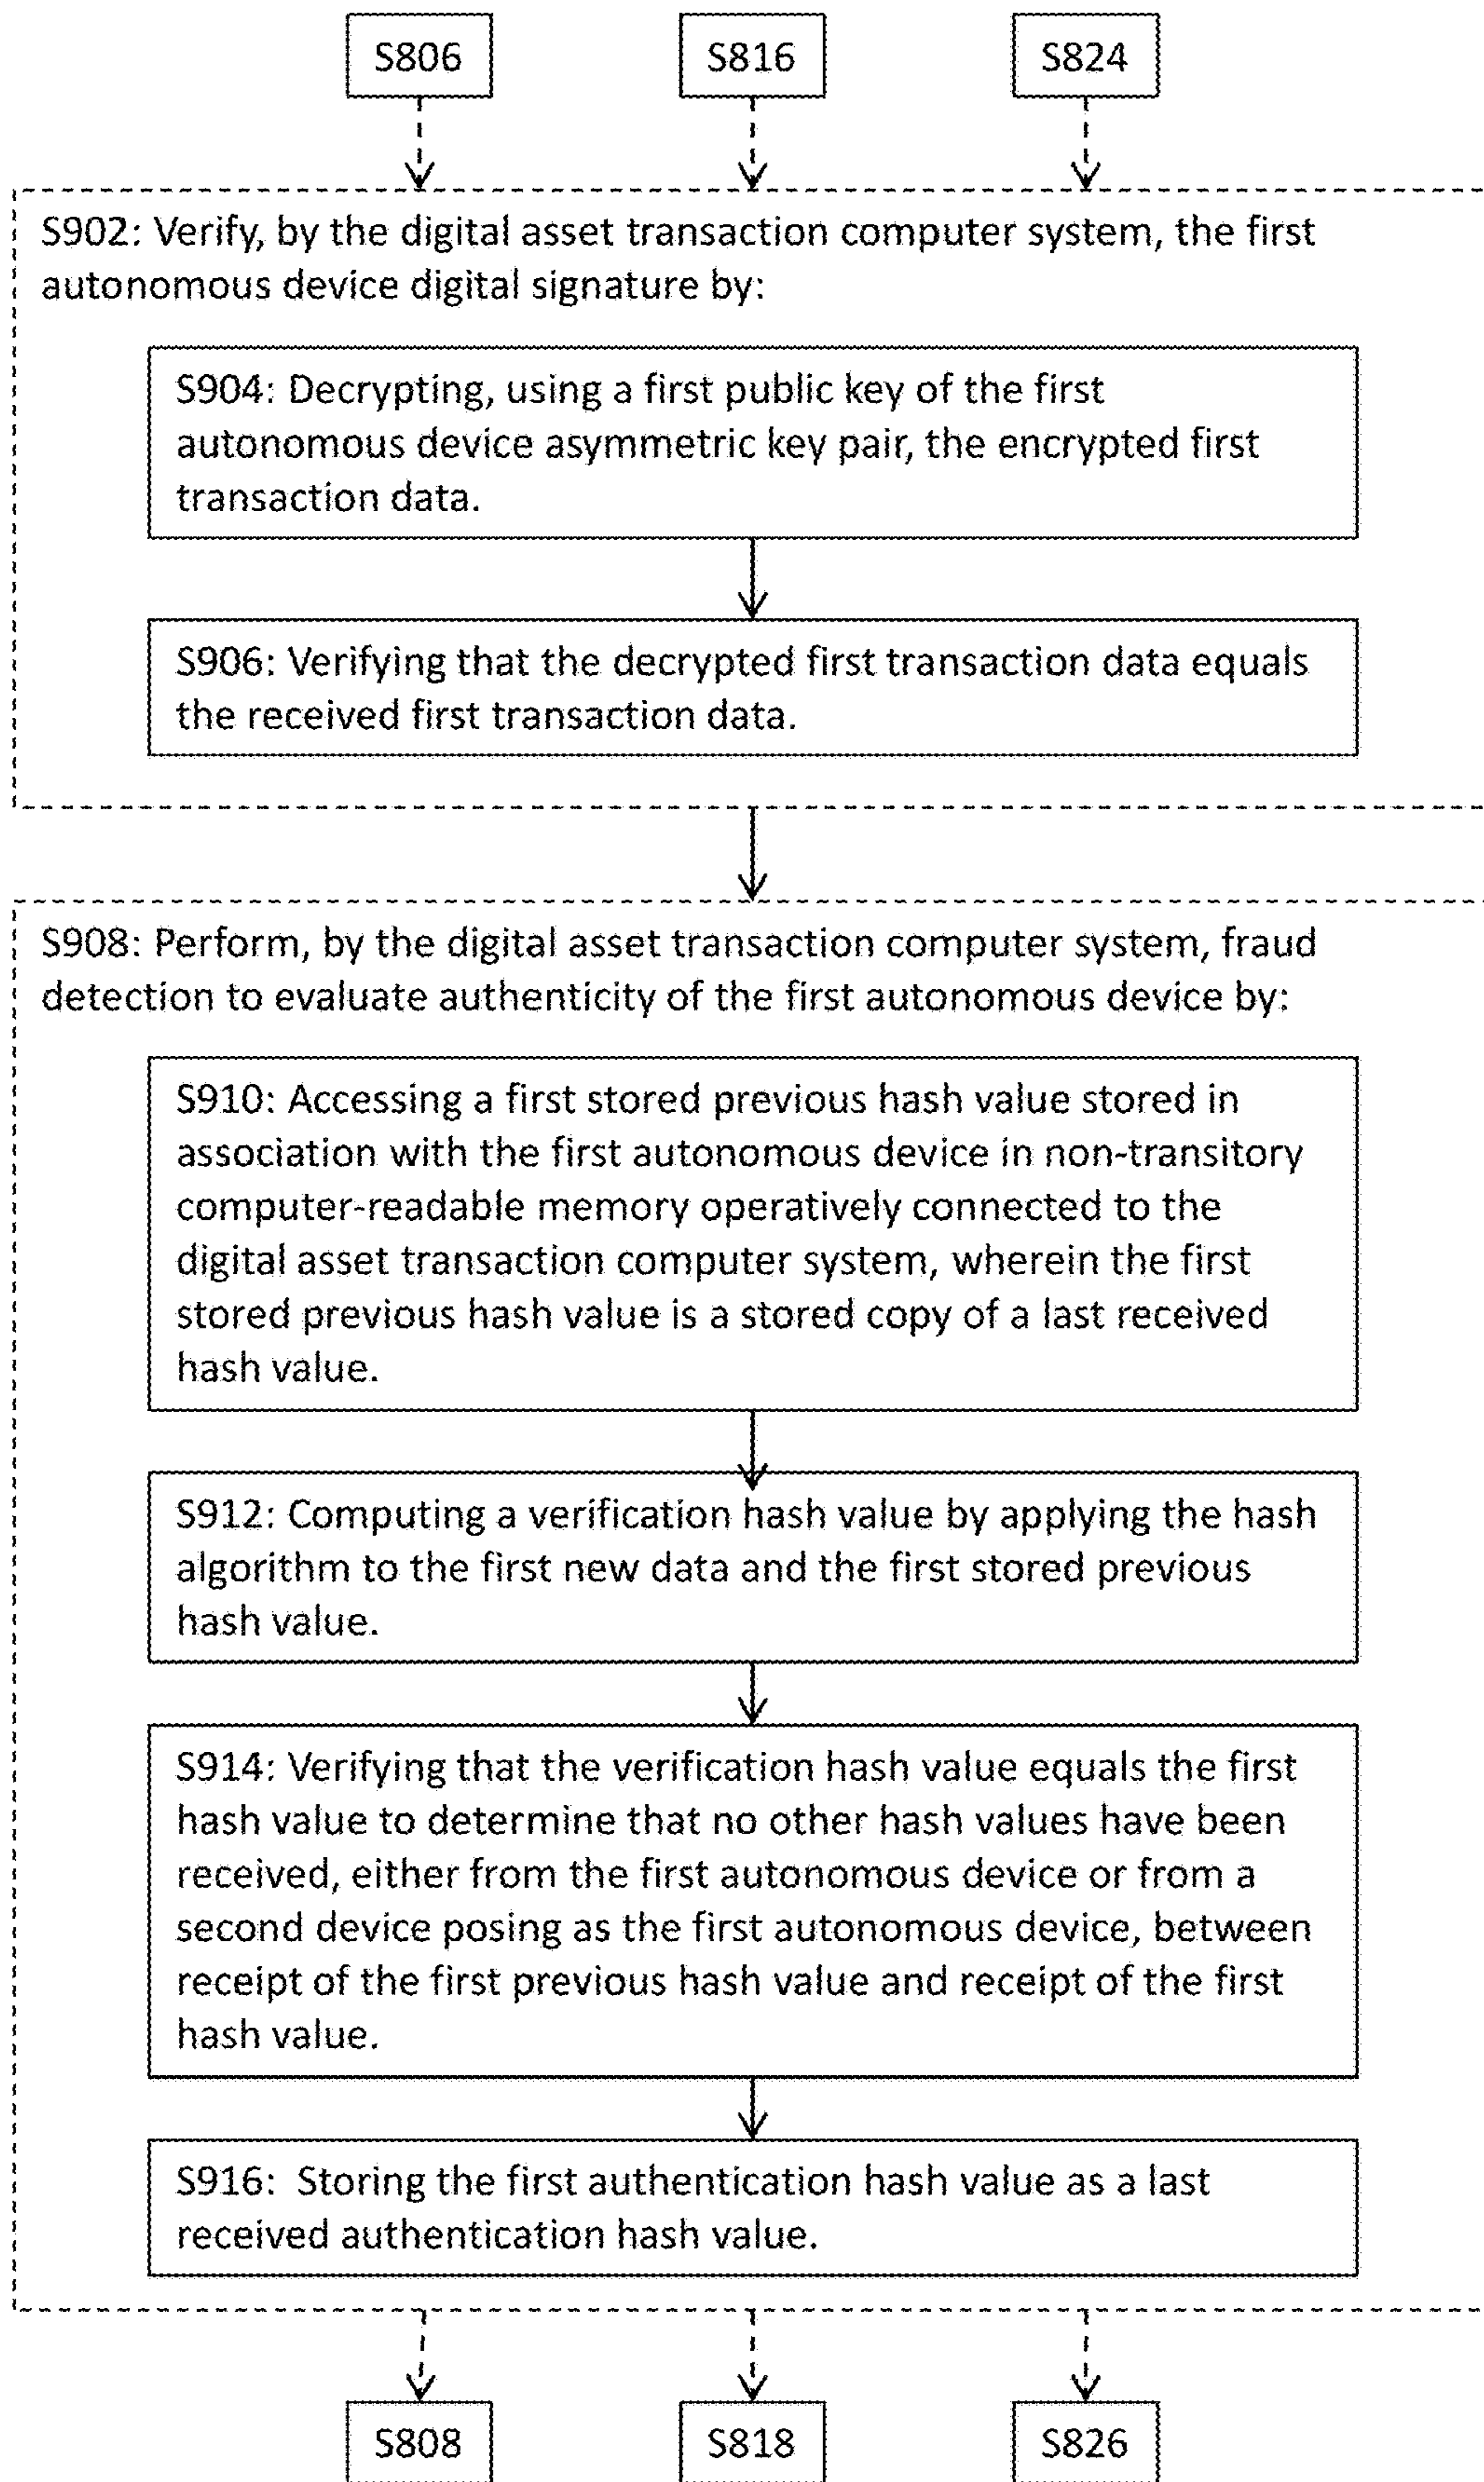 S806
S816
S824
S902: Verify, by the digital asset transaction computer system, the first
autonomous device digital signature by:
S904: Decrypting, using a first public key of the first
autonomous device asymmetric key pair, the encrypted first
transaction data.
S906: Verifying that the decrypted first transaction data equals
the received first transaction data.
S908: Perform, by the digital asset transaction computer system, fraud
detection to evaluate authenticity of the first autonomous device by:
S910: Accessing a first stored previous hash value stored in
association with the first autonomous device in non-transitory
computer-readable memory operatively connected to the
digital asset transaction computer system, wherein the first
stored previous hash value is a stored copy of a last received
hash value.
S912: Computing a verification hash value by applying the hash
algorithm to the first new data and the first stored previous
hash value.
S914: Verifying that the verification hash value equals the first
hash value to determine that no other hash values have been
received, either from the first autonomous device or from a
second device posing as the first autonomous device, between
receipt of the first previous hash value and receipt of the first
hash value.
S916:  Storing the first authentication hash value as a last
received authentication hash value.
S808
S818
S826